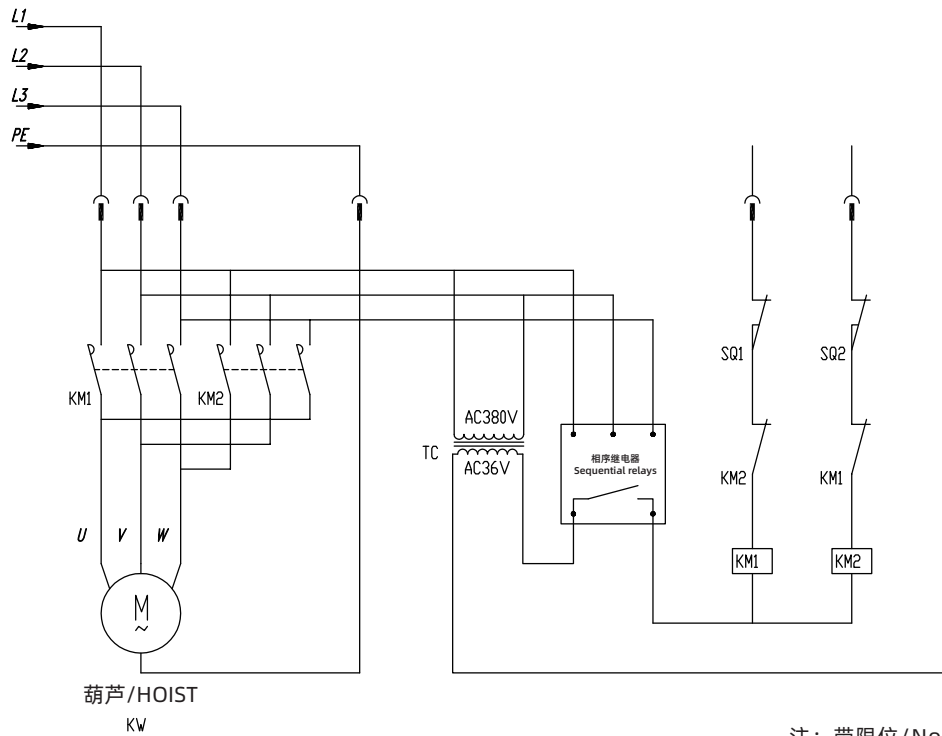 L1
L2
L3
PE
KM1
KM2
SQ1
SQ2
AC380V
TC
AC36V
相序继电器
Sequential relays
KM2
KM1
U V W
KM1
KM2
M
~
葫芦/HOIST
KW
注：带限位/No